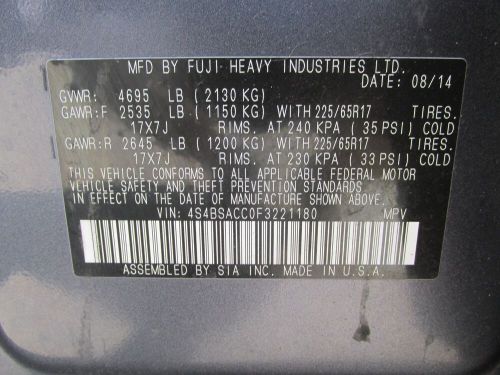 MFD BY FUJI HEAVY INDUSTRIES LTD.
DATE: 08/14
GVWR: 4695 LB ( 2130 KG)
GAWR:F 2535 LB ( 1150 KG) WITH 225/65R17 TIRES.
17X7J RIMS. AT 240 KPA ( 35 PSI) COLD
GAWR:R 2645 LB ( 1200 KG) WITH 225/65R17 TIRES.
17X7J RIMS. AT 230 KPA ( 33 PSI) COLD
THIS VEHICLE CONFORMS TO ALL APPLICABLE FEDERAL MOTOR
VEHICLE SAFETY AND THEFT PREVENTION STANDARDS
IN EFFECT ON THE DATE OF MANUFACTURE SHOWN ABOVE.
VIN: 4S4BSACC0F3221180 MPV
ASSEMBLED BY SIA INC. MADE IN U.S.A.